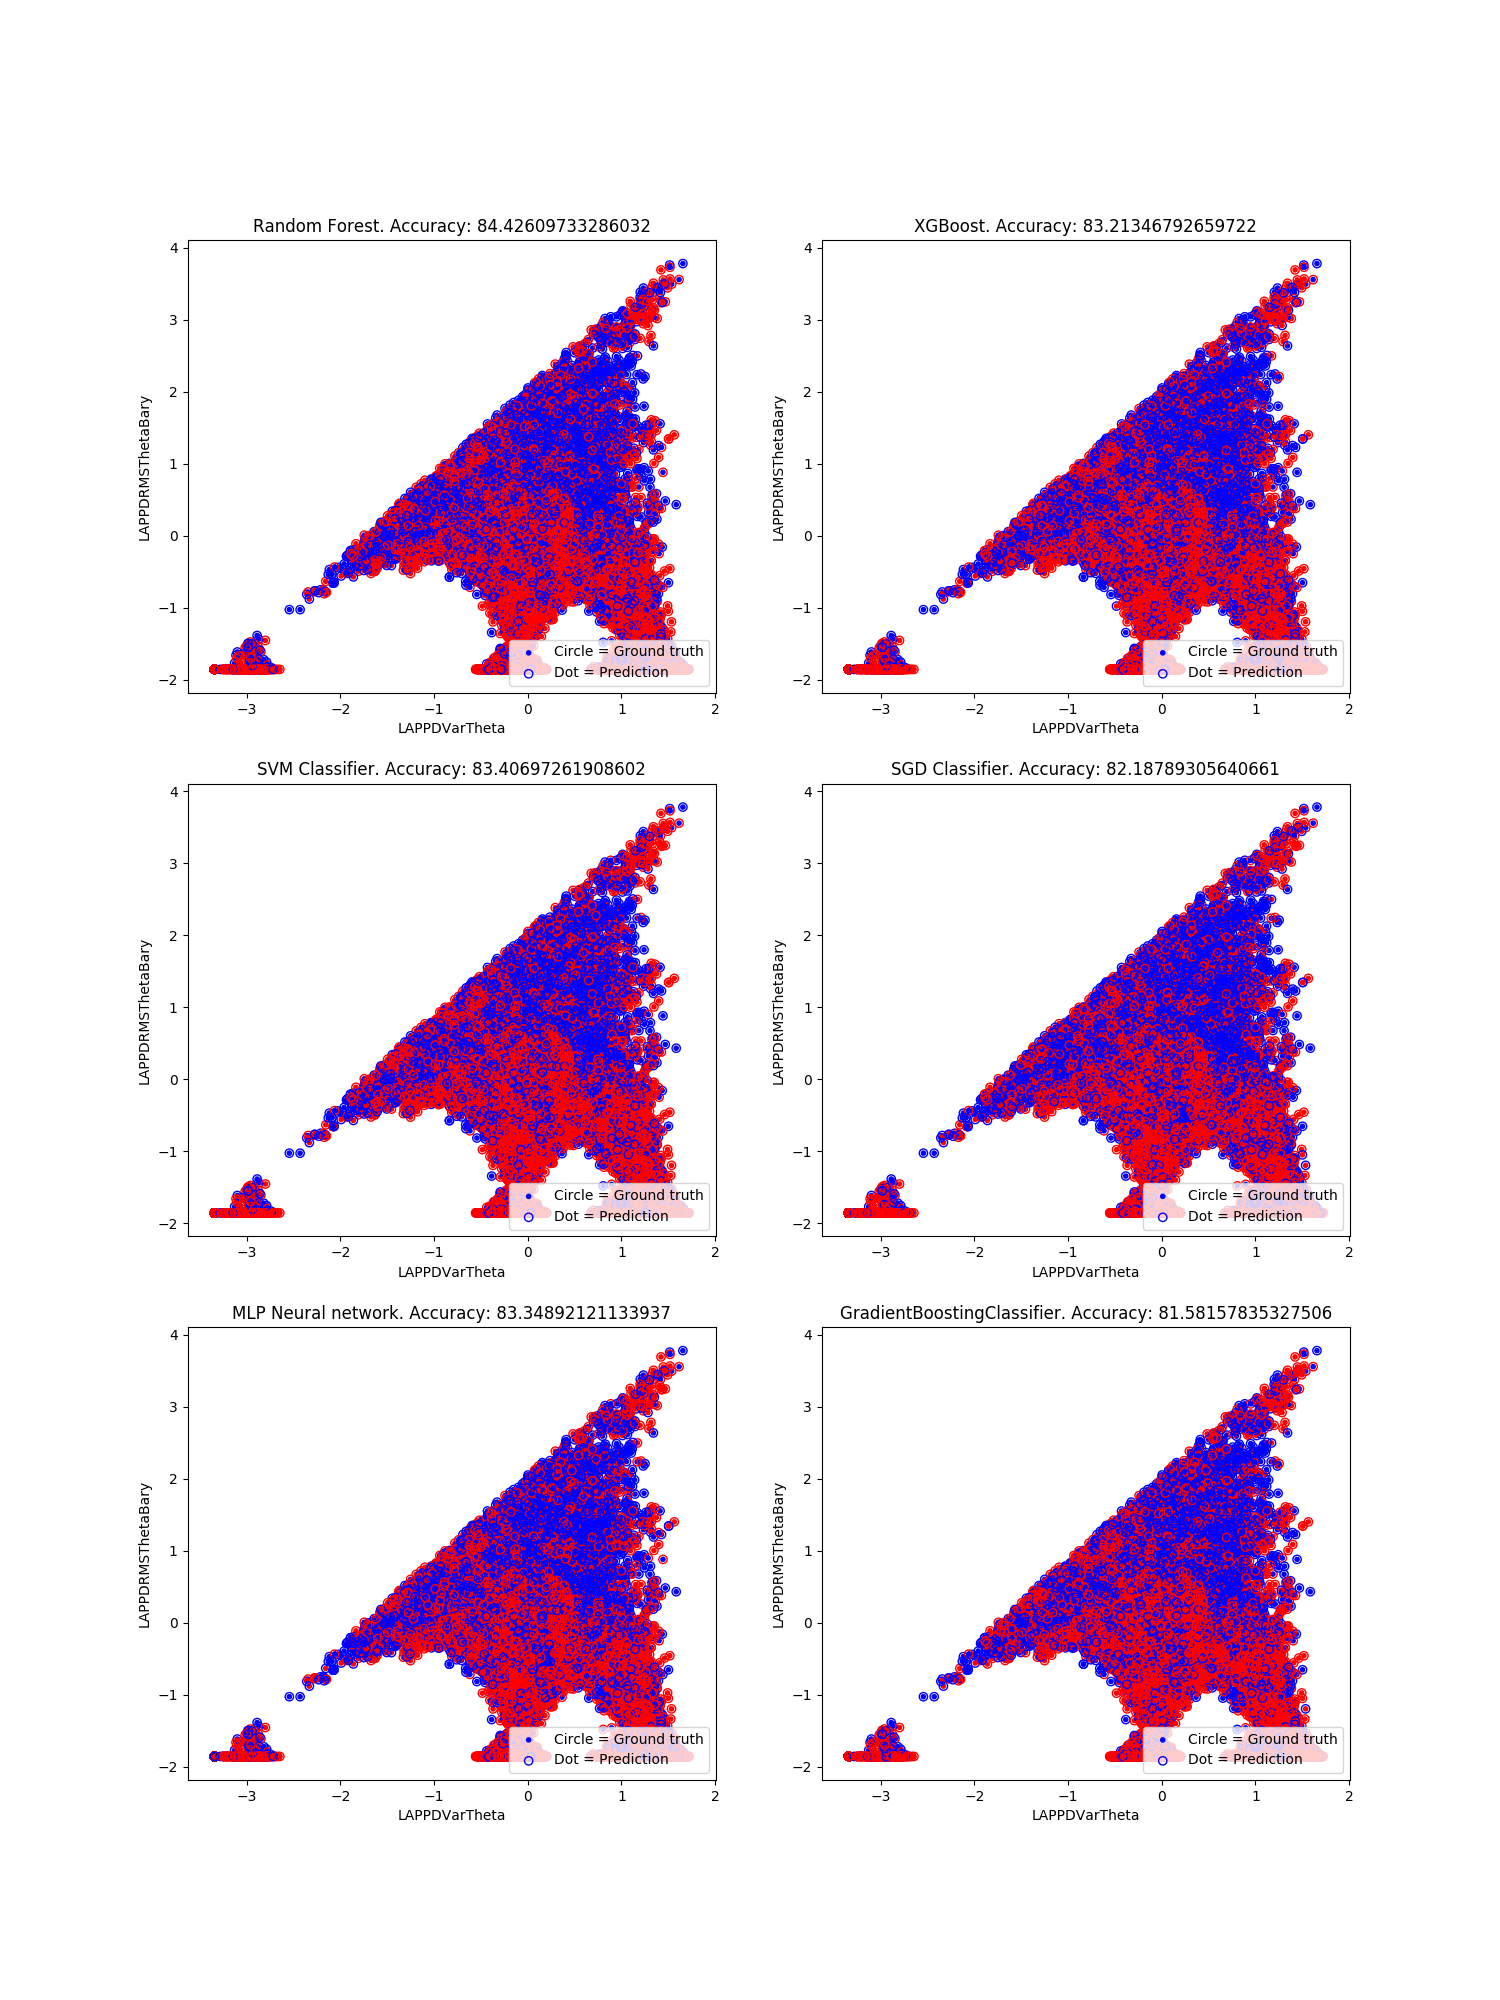 Random Forest. Accuracy: 84.42609733286032
4
3
2
1
0
−1
−2
LAPPDRMSThetaBary
Circle = Ground truth
Dot = Prediction
−3 −2 −1 0 1 2
LAPPDVarTheta
XGBoost. Accuracy: 83.21346792659722
4
3
2
1
0
−1
−2
LAPPDRMSThetaBary
Circle = Ground truth
Dot = Prediction
−3 −2 −1 0 1 2
LAPPDVarTheta
SVM Classifier. Accuracy: 83.40697261908602
4
3
2
1
0
−1
−2
LAPPDRMSThetaBary
Circle = Ground truth
Dot = Prediction
−3 −2 −1 0 1 2
LAPPDVarTheta
SGD Classifier. Accuracy: 82.18789305640661
4
3
2
1
0
−1
−2
LAPPDRMSThetaBary
Circle = Ground truth
Dot = Prediction
−3 −2 −1 0 1 2
LAPPDVarTheta
MLP Neural network. Accuracy: 83.34892121133937
4
3
2
1
0
−1
−2
LAPPDRMSThetaBary
Circle = Ground truth
Dot = Prediction
−3 −2 −1 0 1 2
LAPPDVarTheta
GradientBoostingClassifier. Accuracy: 81.58157835327506
4
3
2
1
0
−1
−2
LAPPDRMSThetaBary
Circle = Ground truth
Dot = Prediction
−3 −2 −1 0 1 2
LAPPDVarTheta